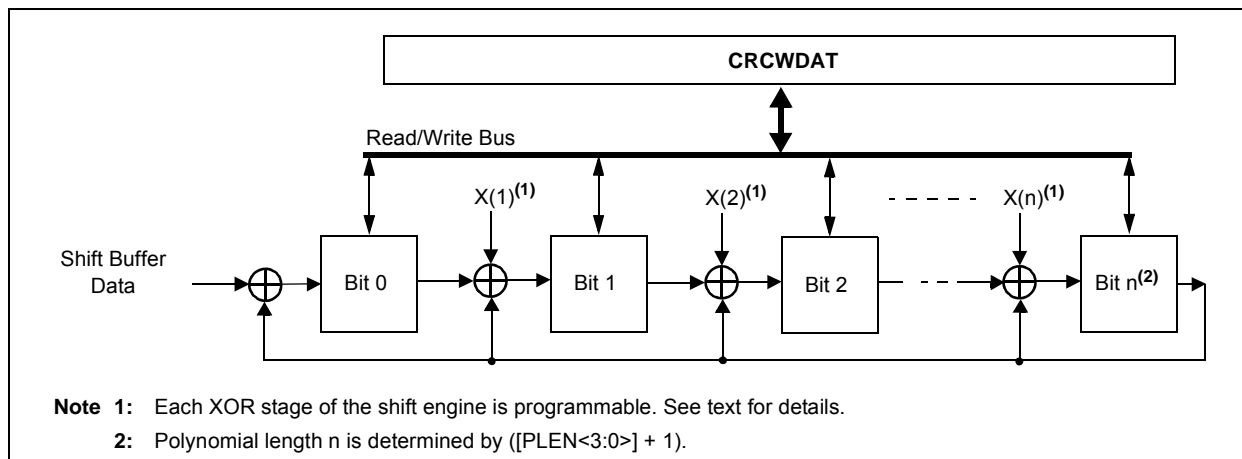 CRCWDAT
Read/Write Bus
X(1)(1)
X(2)(1)
X(n)(1)
Shift Buffer
Data
Bit 0
Bit 1
Bit 2
Bit n(2)
Note 1: Each XOR stage of the shift engine is programmable. See text for details.
2: Polynomial length n is determined by ([PLEN<3:0>] + 1).